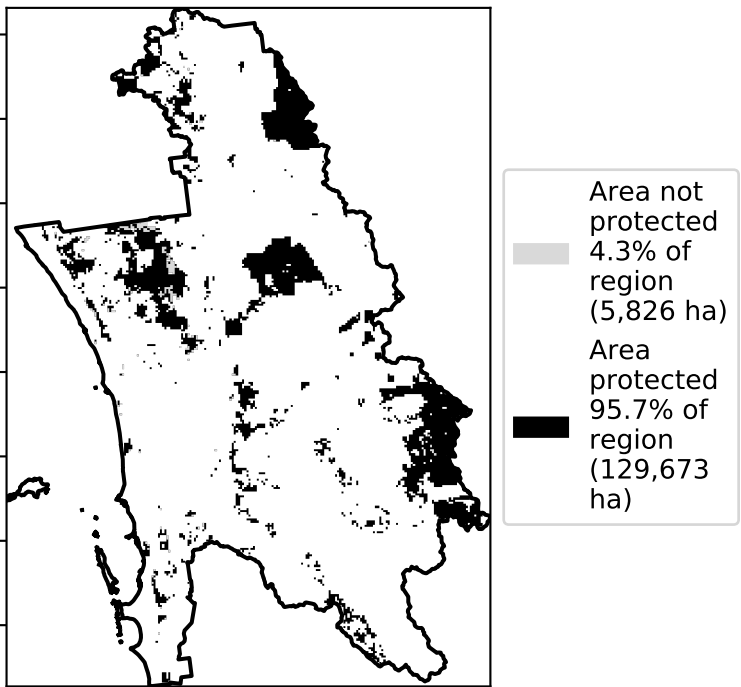 Area not
protected
4.3% of
region
(5,826 ha)
Area
protected
95.7% of
region
(129,673
ha)